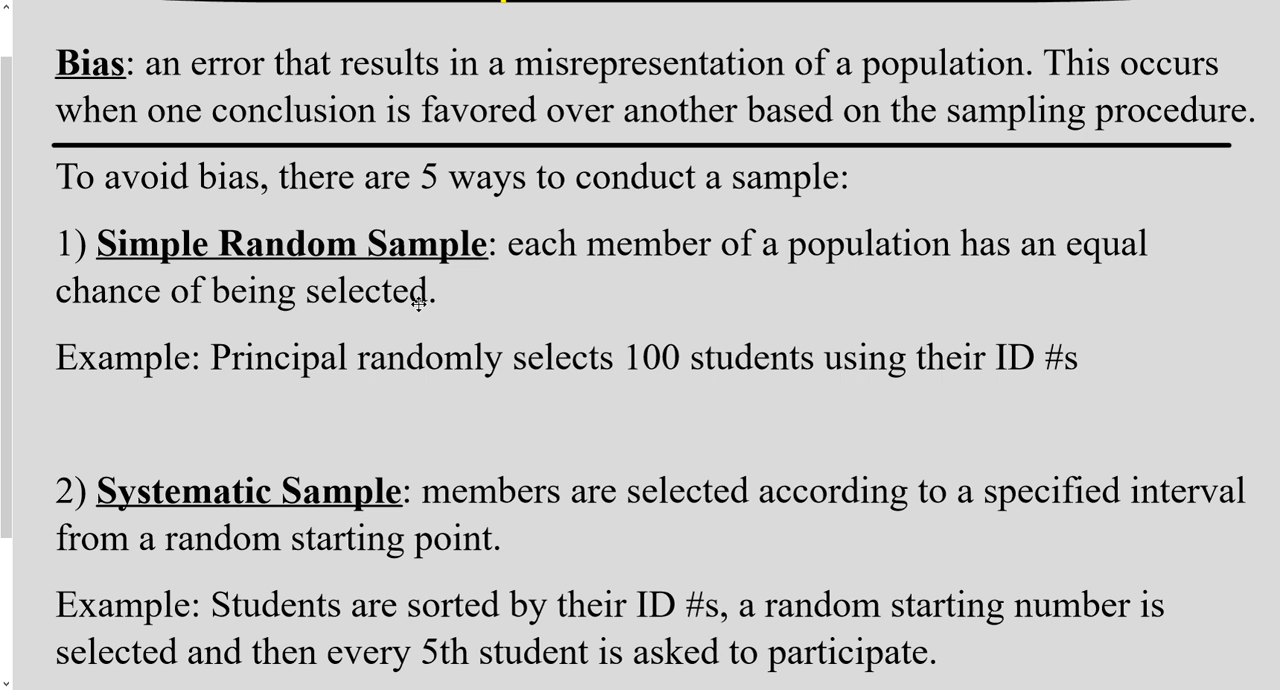 Bias: an error that results in a misrepresentation of a population. This occurs
when one conclusion is favored over another based on the sampling procedure.
To avoid bias, there are 5 ways to conduct a sample:
1) Simple Random Sample: each member of a population has an equal
chance of being selected.
Example: Principal randomly selects 100 students using their ID #s
2) Systematic Sample: members are selected according to a specified interval
from a random starting point.
Example: Students are sorted by their ID #s, a random starting number is
selected and then every 5th student is asked to participate.